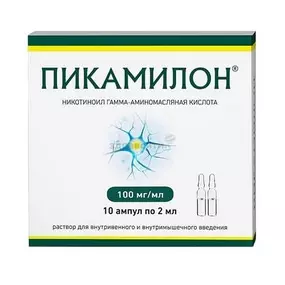 ПИКАМИЛОН®
НИКОТИНОИЛ ГАММА-АМИНОМАСЛЯНАЯ КИСЛОТА
100 мг/мл
10 ампул по 2 мл
раствор для внутривенного и внутримышечного введения